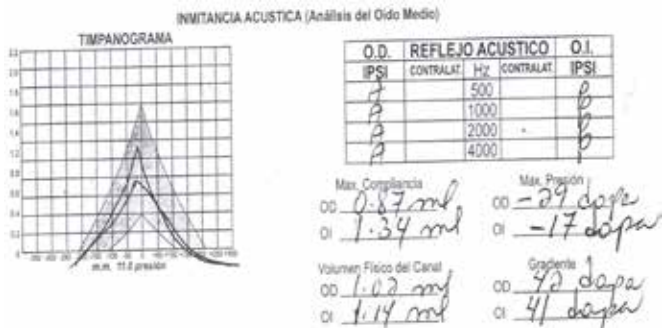 INMITANCIA ACUSTICA (Análisis del Oido Medio)
TIMPANOGRAMA
O.D. REFLEJO ACUSTICO O.I.
IPSI CONTRALAT. Hz CONTRALAT. IPSI
500
1000
2000
4000
Max. Compliancia
OD 0.87 ml
OI 1.34 ml
Max. Presión
OD -29 dapa
OI -17 dapa
Volumen Físico del Canal
OD 1.02 ml
OI 1.14 ml
Gradiente
OD 42 dapa
OI 41 dapa